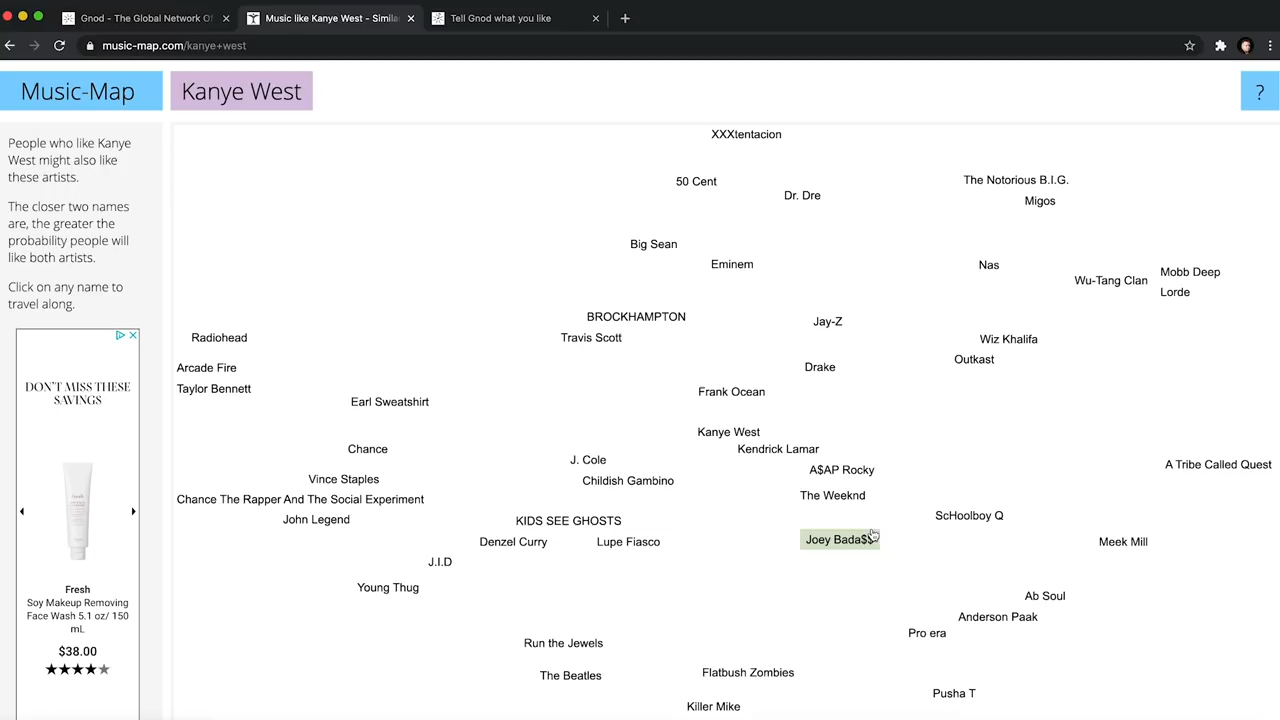 Gnod - The Global Network Of
Music like Kanye West - Simila
Tell Gnod what you like
music-map.com/kanye+west
Music-Map
Kanye West
?
People who like Kanye
West might also like
these artists.
The closer two names
are, the greater the
probability people will
like both artists.
Click on any name to
travel along.
DON'T MISS THESE
SAVINGS
fresh
Fresh
Soy Makeup Removing
Face Wash 5.1 oz/ 150
mL
$38.00
XXXtentacion
50 Cent
Dr. Dre
The Notorious B.I.G.
Migos
Big Sean
Eminem
Nas
Wu-Tang Clan
Mobb Deep
Lorde
BROCKHAMPTON
Jay-Z
Radiohead
Travis Scott
Wiz Khalifa
Outkast
Arcade Fire
Drake
Taylor Bennett
Frank Ocean
Earl Sweatshirt
Kanye West
Chance
Kendrick Lamar
J. Cole
A$AP Rocky
A Tribe Called Quest
Vince Staples
Childish Gambino
Chance The Rapper And The Social Experiment
The Weeknd
John Legend
KIDS SEE GHOSTS
ScHoolboy Q
Denzel Curry
Lupe Fiasco
Joey Bada$$
Meek Mill
J.I.D
Young Thug
Ab Soul
Anderson Paak
Pro era
Run the Jewels
The Beatles
Flatbush Zombies
Pusha T
Killer Mike